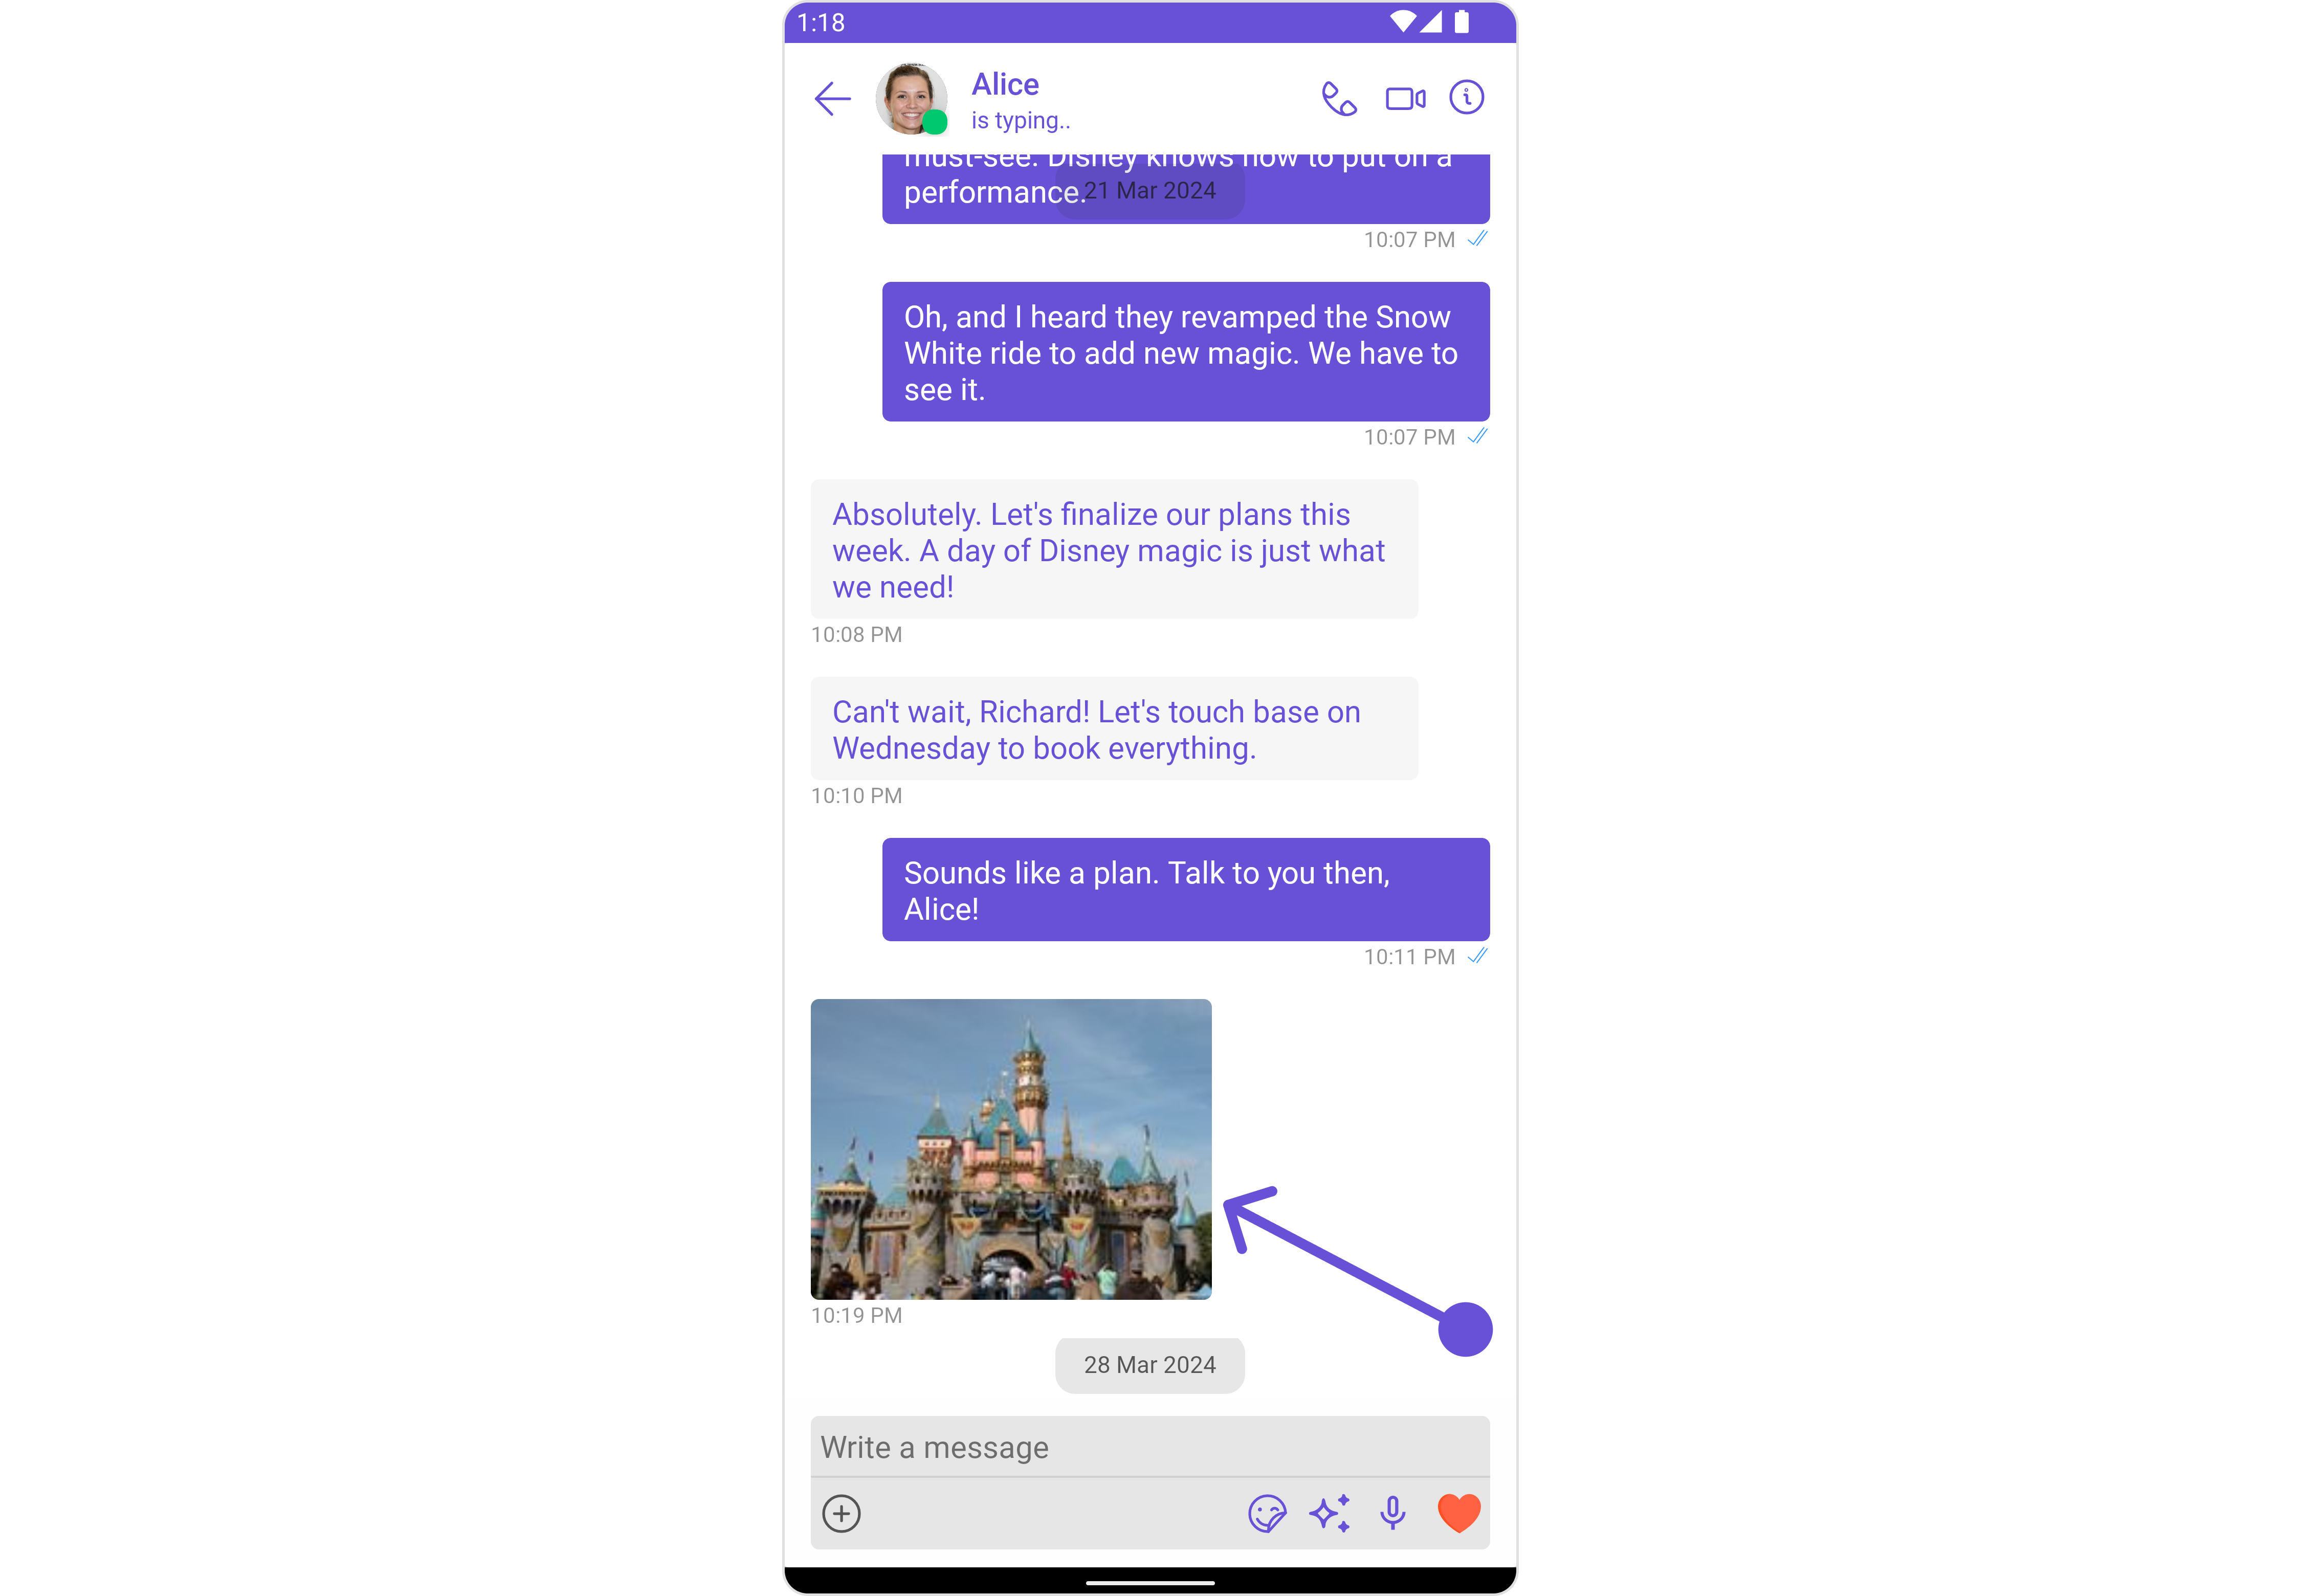 1:18
Alice
is typing..
must-see. Disney knows how to put on a
performance.
21 Mar 2024
10:07 PM
Oh, and I heard they revamped the Snow
White ride to add new magic. We have to
see it.
10:07 PM
Absolutely. Let's finalize our plans this
week. A day of Disney magic is just what
we need!
10:08 PM
Can't wait, Richard! Let's touch base on
Wednesday to book everything.
10:10 PM
Sounds like a plan. Talk to you then,
Alice!
10:11 PM
10:19 PM
28 Mar 2024
Write a message